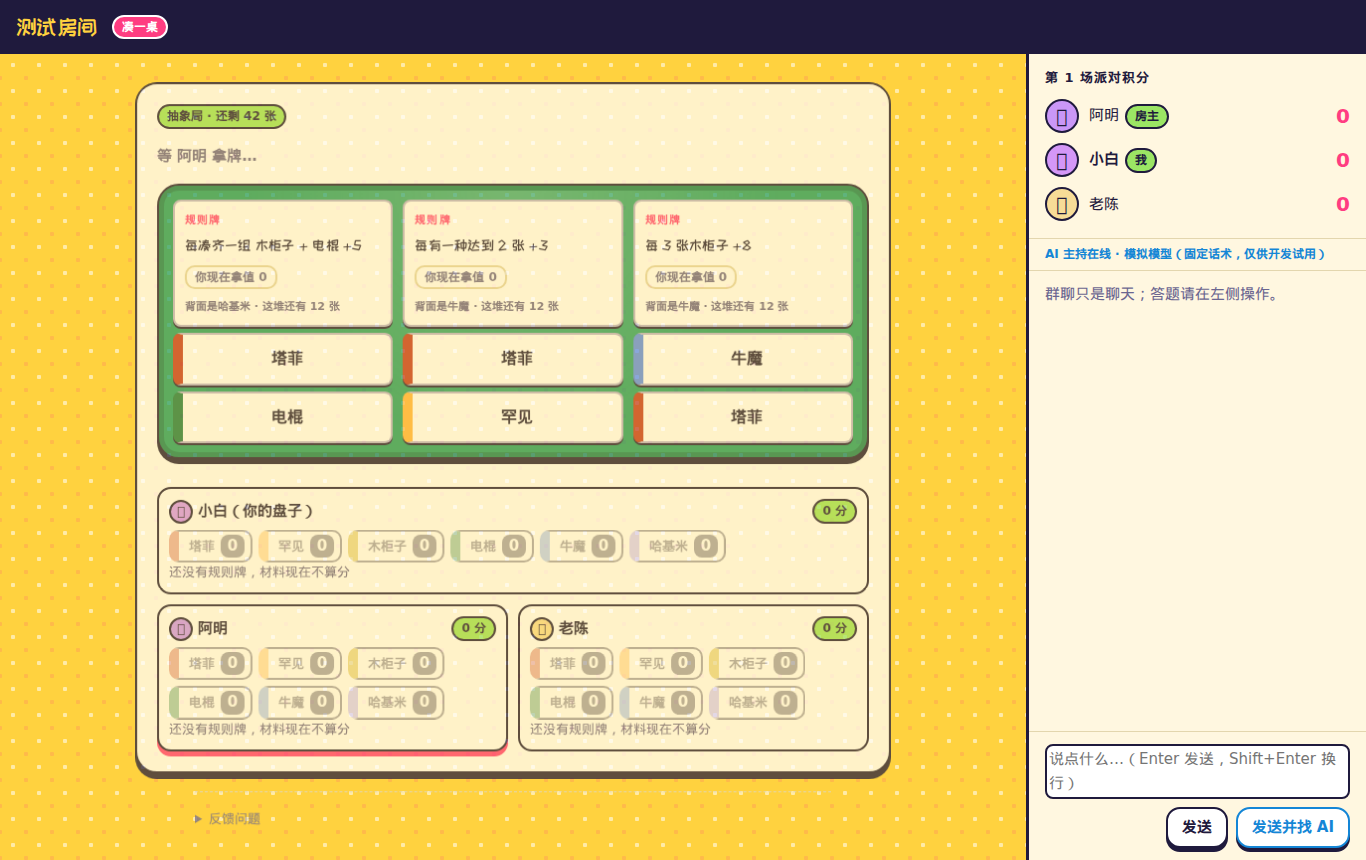 测试房间 凑一桌
抽象局 · 还剩 42 张
等 阿明 拿牌…
规则牌
每凑齐一组 木柜子 + 电棍 +5
你现在拿值 0
背面是哈基米 · 这堆还有 12 张
规则牌
每有一种达到 2 张 +3
你现在拿值 0
背面是牛魔 · 这堆还有 12 张
规则牌
每 3 张木柜子 +8
你现在拿值 0
背面是牛魔 · 这堆还有 12 张
塔菲 塔菲 牛魔
电棍 罕见 塔菲
小白（你的盘子） 0 分
塔菲 0 罕见 0 木柜子 0 电棍 0 牛魔 0 哈基米 0
还没有规则牌，材料现在不算分
阿明 0 分
塔菲 0 罕见 0 木柜子 0
电棍 0 牛魔 0 哈基米 0
还没有规则牌，材料现在不算分
老陈 0 分
塔菲 0 罕见 0 木柜子 0
电棍 0 牛魔 0 哈基米 0
还没有规则牌，材料现在不算分
▶ 反馈问题
第 1 场派对积分
阿明 房主 0
小白 我 0
老陈 0
AI 主持在线 · 模拟模型（固定话术，仅供开发试用）
群聊只是聊天；答题请在左侧操作。
说点什么…（Enter 发送，Shift+Enter 换
行）
发送 发送并找 AI